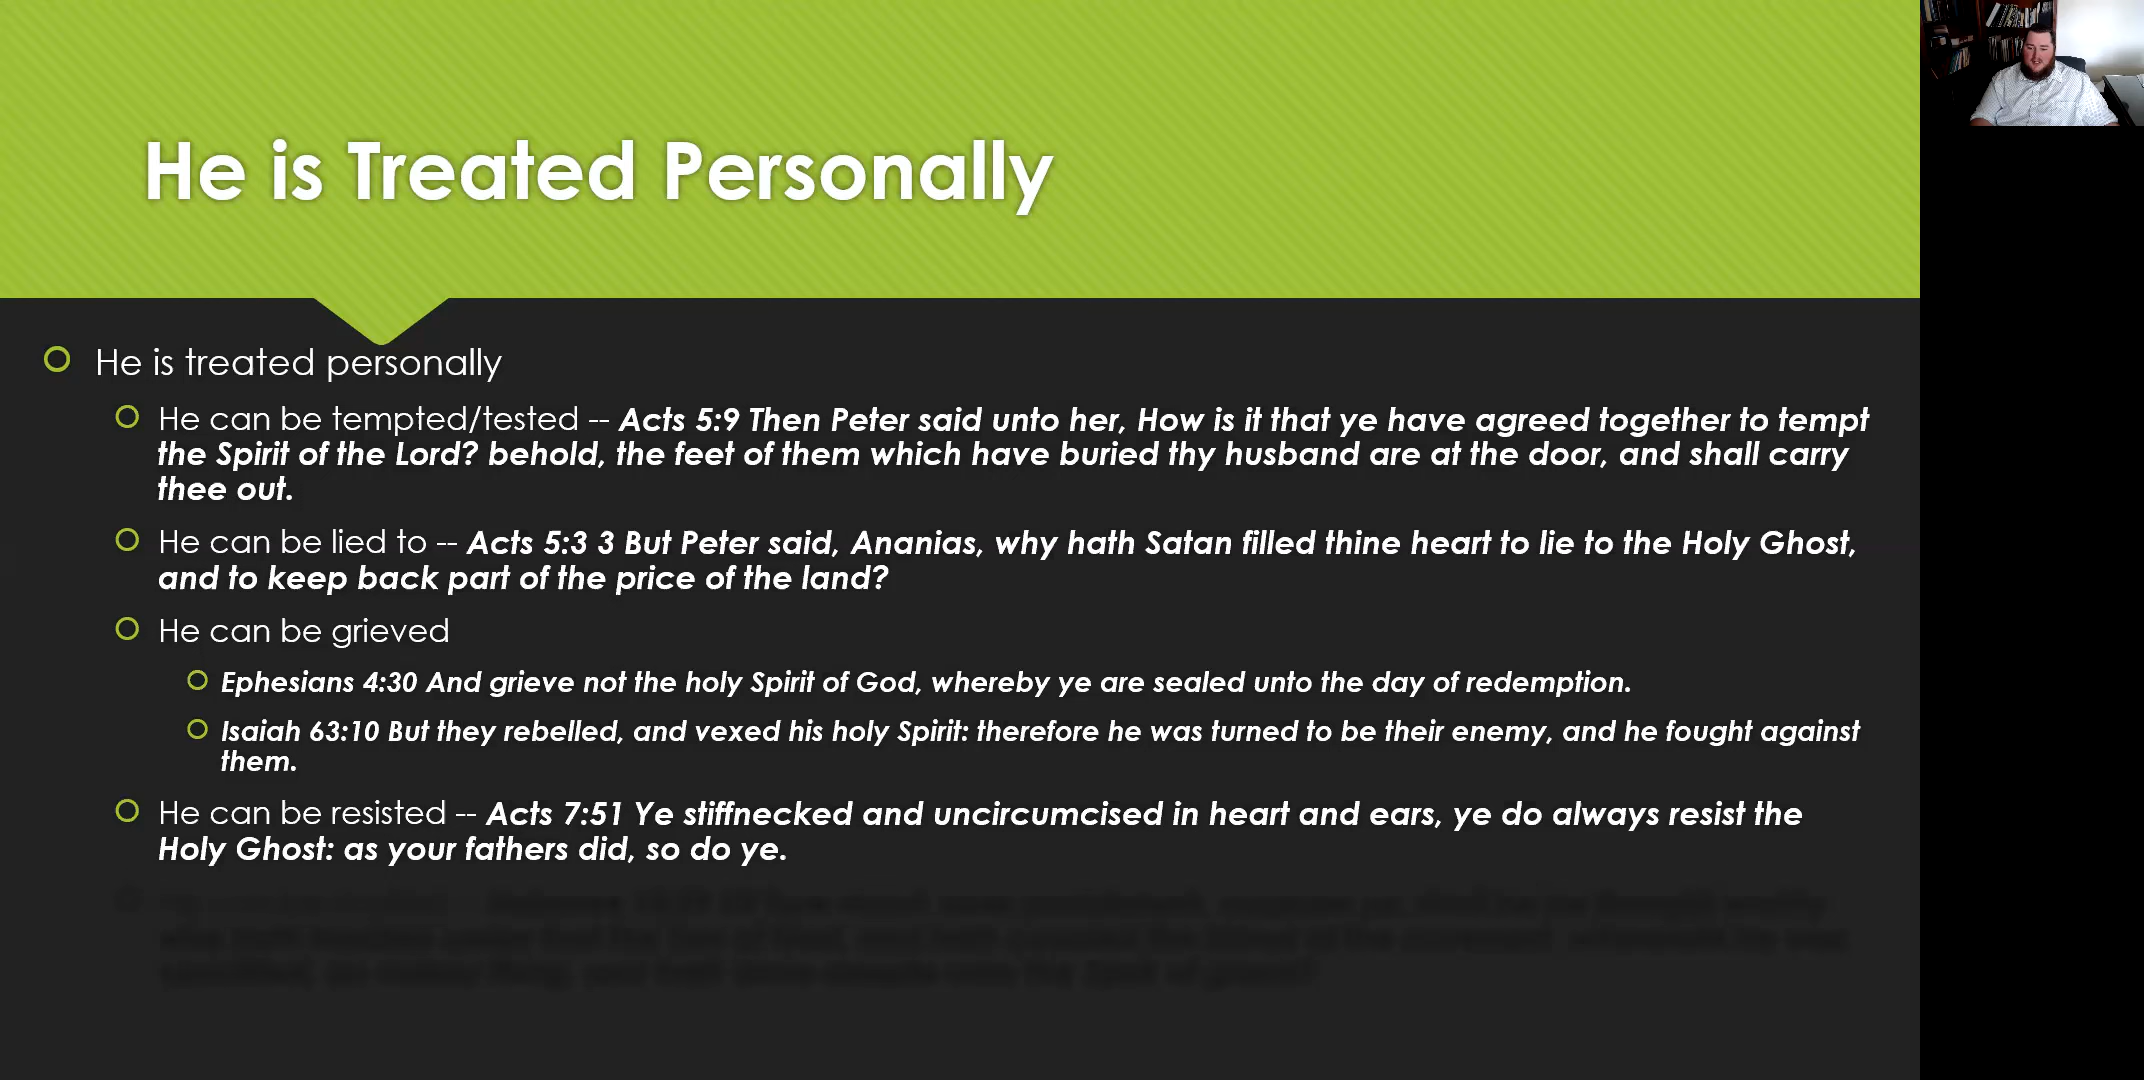 He is Treated Personally
He is treated personally
He can be tempted/tested -- Acts 5:9 Then Peter said unto her, How is it that ye have agreed together to tempt
the Spirit of the Lord? behold, the feet of them which have buried thy husband are at the door, and shall carry
thee out.
He can be lied to -- Acts 5:3 3 But Peter said, Ananias, why hath Satan filled thine heart to lie to the Holy Ghost,
and to keep back part of the price of the land?
He can be grieved
Ephesians 4:30 And grieve not the holy Spirit of God, whereby ye are sealed unto the day of redemption.
Isaiah 63:10 But they rebelled, and vexed his holy Spirit: therefore he was turned to be their enemy, and he fought against
them.
He can be resisted -- Acts 7:51 Ye stiffnecked and uncircumcised in heart and ears, ye do always resist the
Holy Ghost: as your fathers did, so do ye.